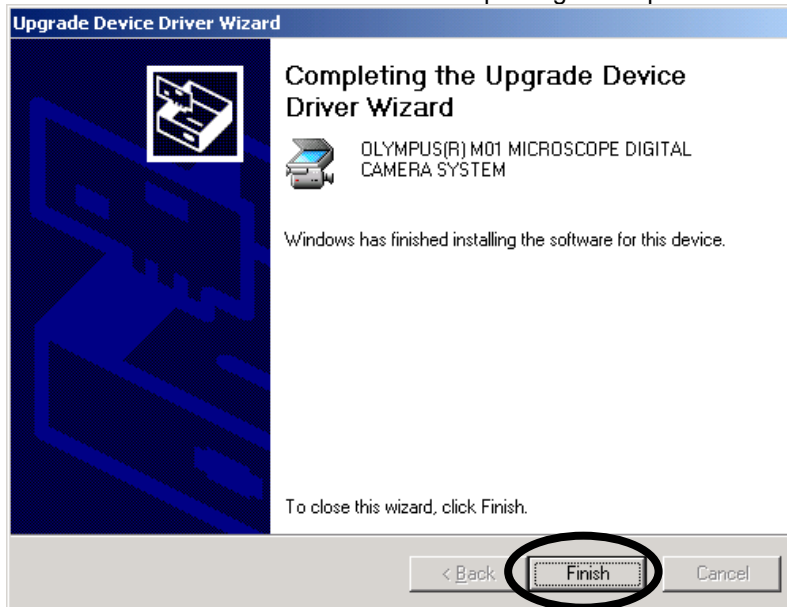 Upgrade Device Driver Wizard
Completing the Upgrade Device
Driver Wizard
OLYMPUS(R) M01 MICROSCOPE DIGITAL
CAMERA SYSTEM
Windows has finished installing the software for this device.
To close this wizard, click Finish.
< Back
Finish
Cancel